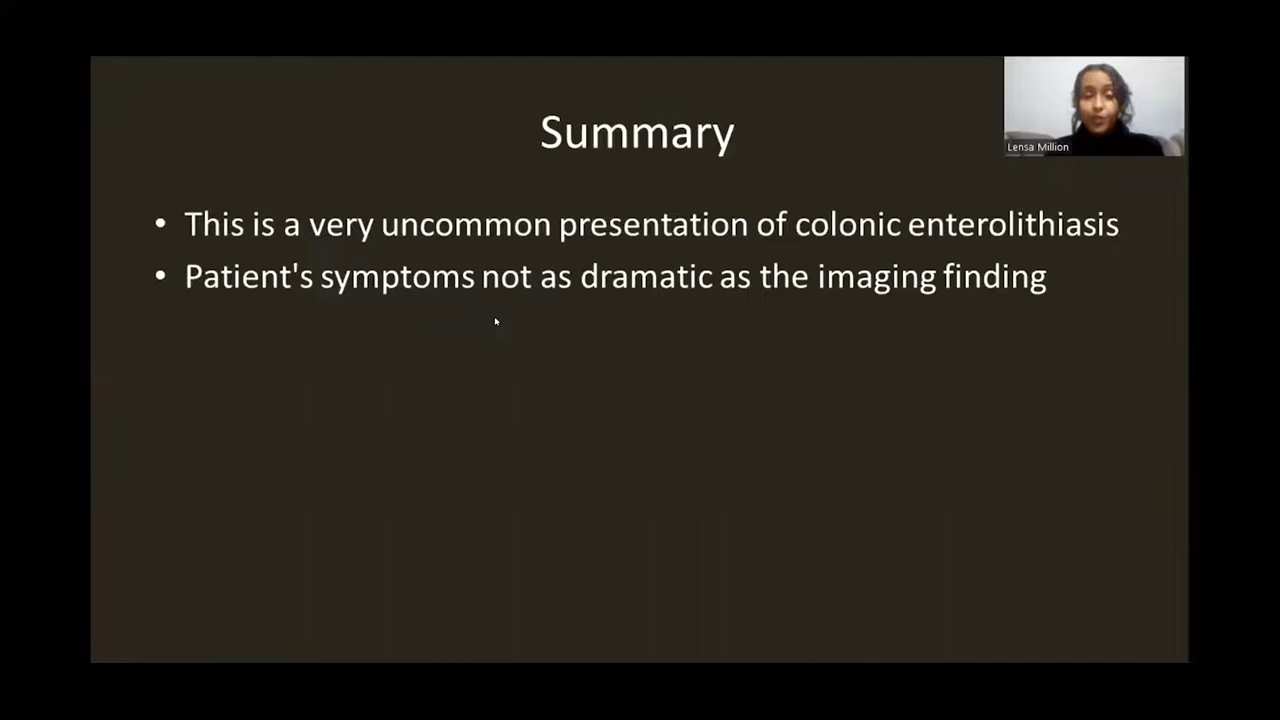 Summary
Lensa Million
• This is a very uncommon presentation of colonic enterolithiasis
• Patient's symptoms not as dramatic as the imaging finding